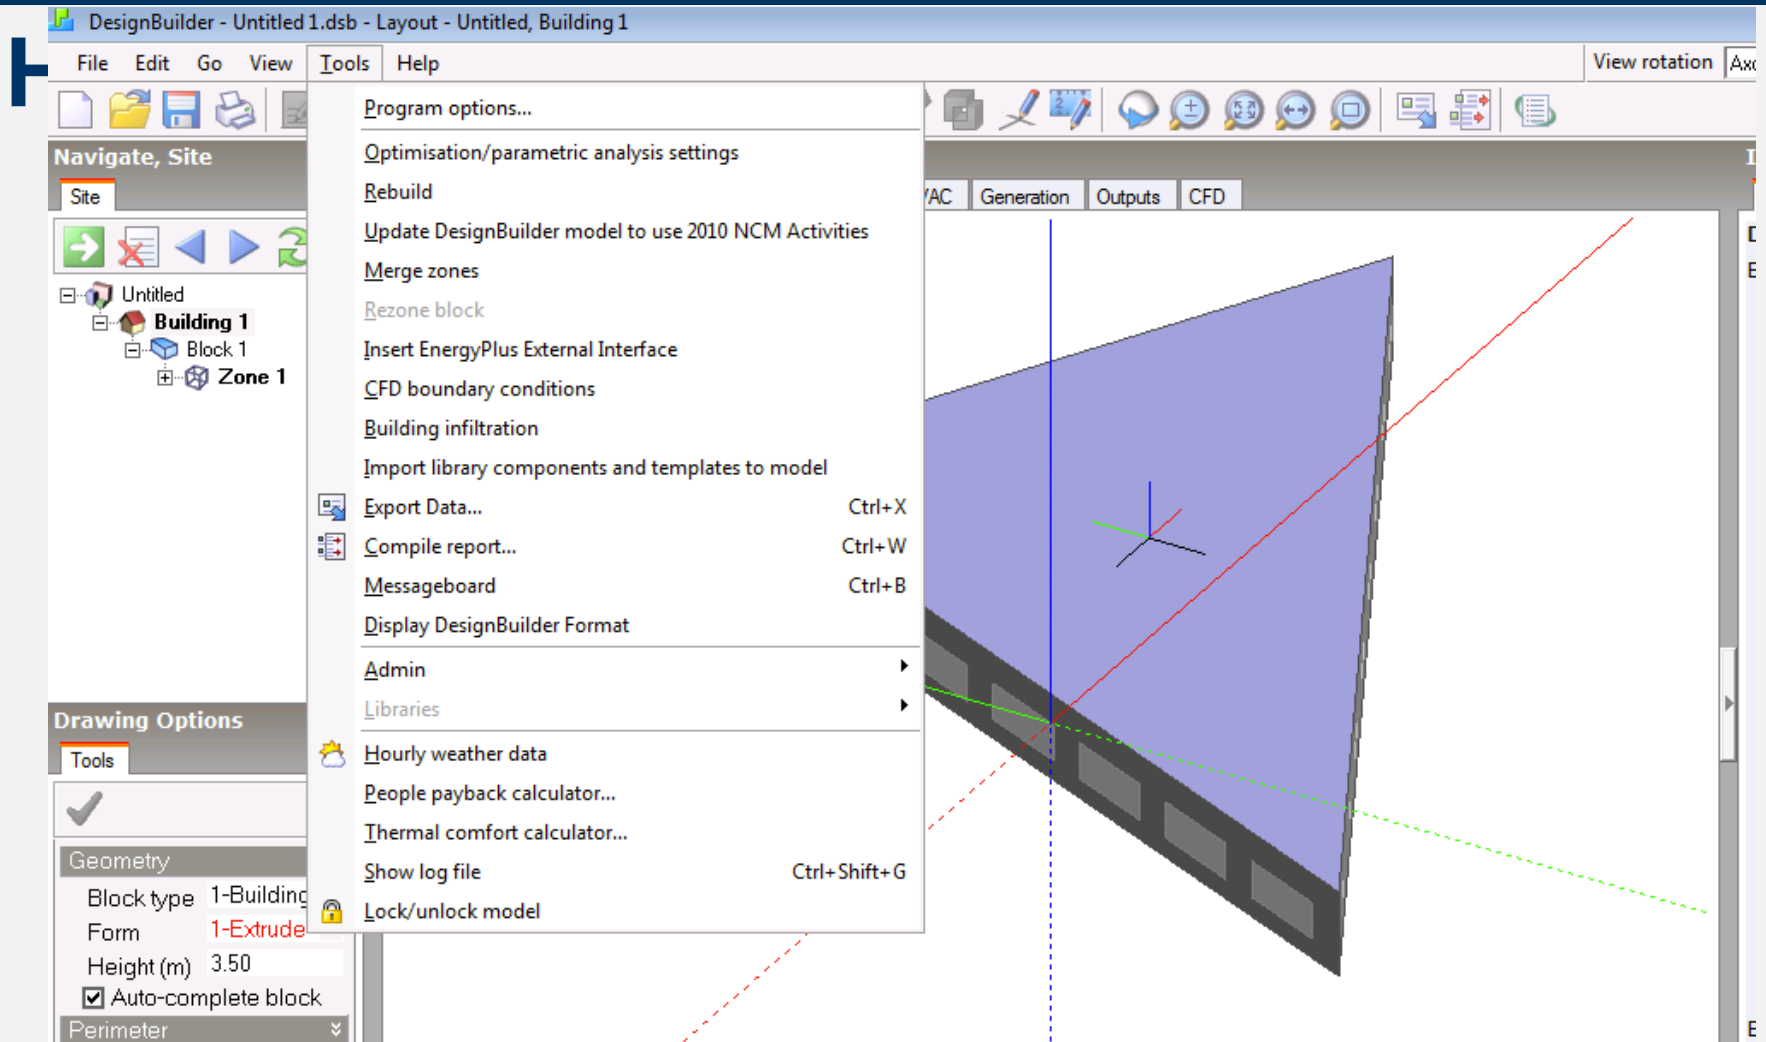 DesignBuilder - Untitled 1.dsb - Layout - Untitled, Building 1
File Edit Go View Tools Help View rotation
Navigate, Site
Site
Untitled
Building 1
Block 1
Zone 1
Program options...
Optimisation/parametric analysis settings
Rebuild
Update DesignBuilder model to use 2010 NCM Activities
Merge zones
Rezone block
Insert EnergyPlus External Interface
CFD boundary conditions
Building infiltration
Import library components and templates to model
Export Data... Ctrl+X
Compile report... Ctrl+W
Messageboard Ctrl+B
Display DesignBuilder Format
Admin
Libraries
Hourly weather data
People payback calculator...
Thermal comfort calculator...
Show log file Ctrl+Shift+G
Lock/unlock model
Generation Outputs CFD
Drawing Options
Tools
Geometry
Block type 1-Building
Form 1-Extrude
Height (m) 3.50
Auto-complete block
Perimeter